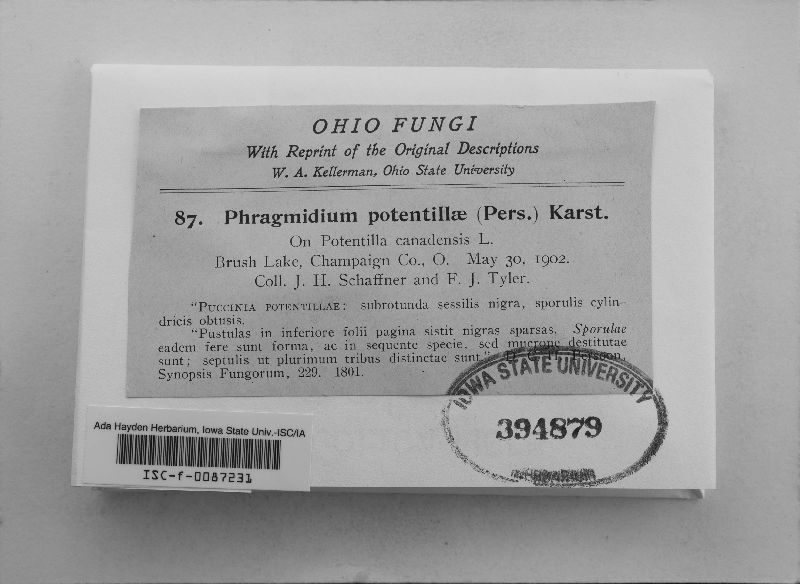 OHIO FUNGI
With Reprint of the Original Descriptions
W. A. Kellerman, Ohio State University
87. Phragmidium potentillæ (Pers.) Karst.
On Potentilla canadensis L.
Brush Lake, Champaign Co., O. May 30, 1902.
Coll. J. H. Schaffner and F. J. Tyler.
"PUCCINIA POTENTILLAE: subrotunda sessilis nigra, sporulis cylin-
dricis obtusis.
"Pustulas in inferiore folii pagina sistit nigras sparsas. Sporulae
eadem fere sunt forma, ac in sequente specie, sed mucrone destitutae
sunt; septulis ut plurimum tribus distinctae sunt." Persoon,
Synopsis Fungorum, 229. 1801.
IOWA STATE UNIVERSITY
394879
Ada Hayden Herbarium, Iowa State Univ.-ISC/IA
ISC-f-0087231